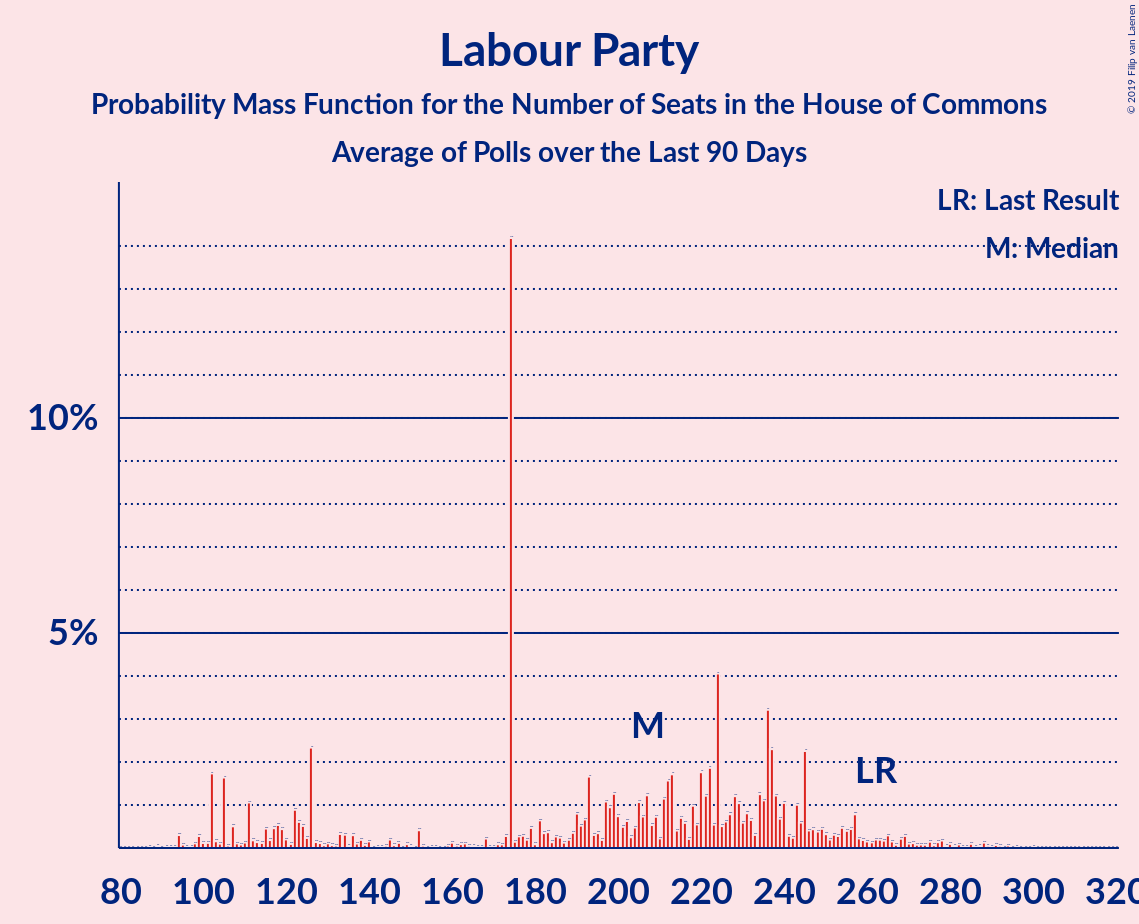 Labour Party
Probability Mass Function for the Number of Seats in the House of Commons
Average of Polls over the Last 90 Days
© 2019 Filip van Laenen
LR: Last Result
M: Median
10%
5%
M
LR
80 100 120 140 160 180 200 220 240 260 280 300 320